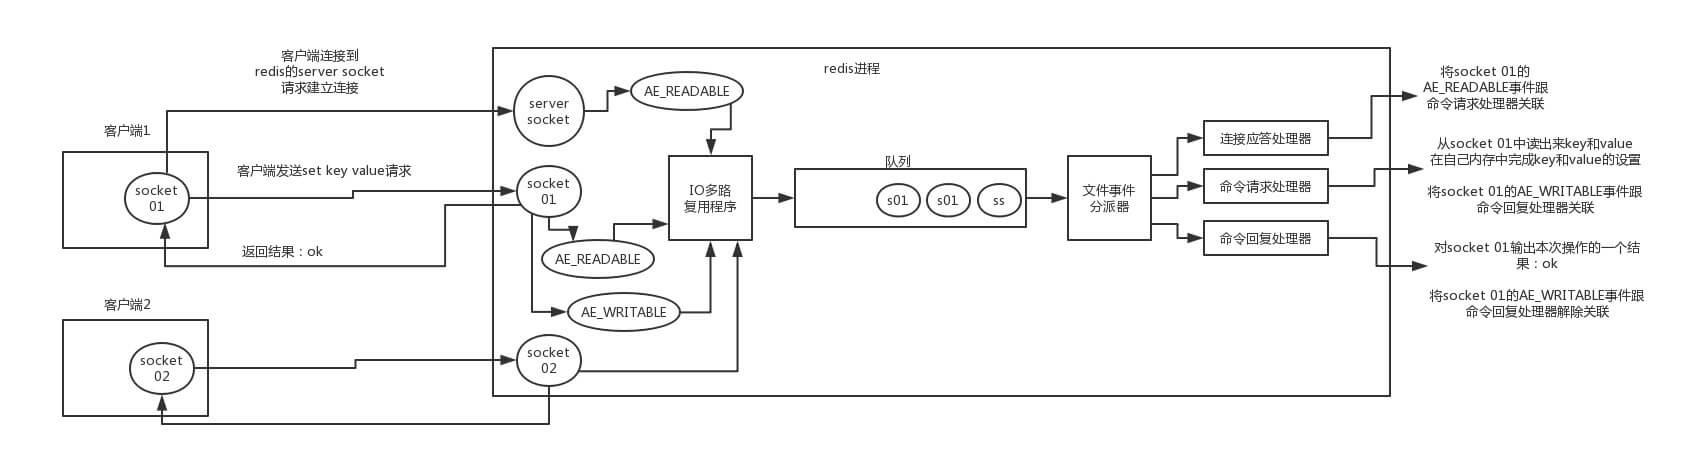 客户端连接到
redis的server socket
请求建立连接
客户端1
socket
01
客户端发送set key value请求
返回结果：ok
客户端2
socket
02
redis进程
server
socket
AE_READABLE
socket
01
AE_READABLE
AE_WRITABLE
socket
02
IO多路
复用程序
队列
s01
s01
ss
文件事件
分派器
连接应答处理器
命令请求处理器
命令回复处理器
将socket 01的
AE_READABLE事件跟
命令请求处理器关联
从socket 01中读出来key和value
在自己内存中完成key和value的设置
将socket 01的AE_WRITABLE事件跟
命令回复处理器关联
对socket 01输出本次操作的一个结
果：ok
将socket 01的AE_WRITABLE事件跟
命令回复处理器解除关联